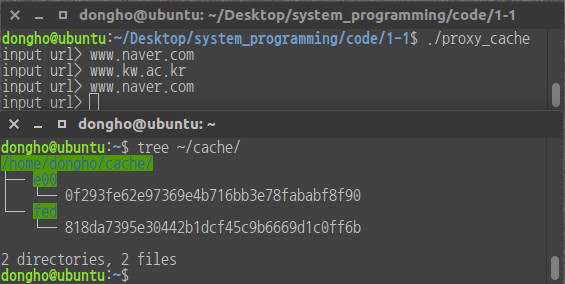 dongho@ubuntu: ~/Desktop/system_programming/code/1-1
dongho@ubuntu:~/Desktop/system_programming/code/1-1$ ./proxy_cache
input url> www.naver.com
input url> www.kw.ac.kr
input url> www.naver.com
input url>
dongho@ubuntu: ~
dongho@ubuntu:~$ tree ~/cache/
/home/dongho/cache/
├── e00
│   └── 0f293fe62e97369e4b716bb3e78fababf8f90
└── fed
    └── 818da7395e30442b1dcf45c9b6669d1c0ff6b
2 directories, 2 files
dongho@ubuntu:~$